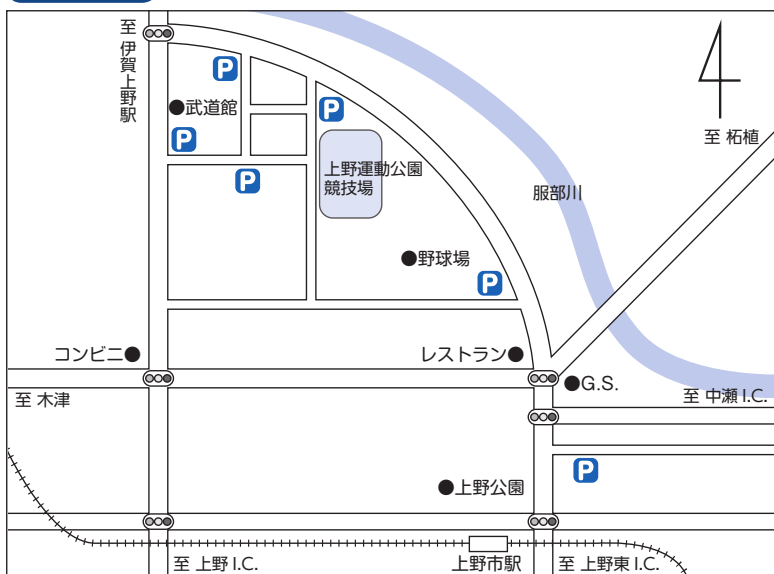 至 伊賀上野駅
P
●武道館
P
P
P
上野運動公園
競技場
至 柘植
服部川
●野球場
P
コンビニ●
レストラン●
●G.S.
至 木津
至 中瀬 I.C.
P
●上野公園
至 上野 I.C.
上野市駅
至 上野東 I.C.